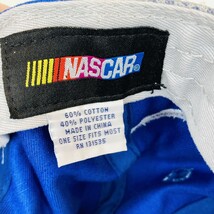 NASCAR
60% COTTON
40% POLYESTER
MADE IN CHINA
ONE SIZE FITS MOST
RN 131535